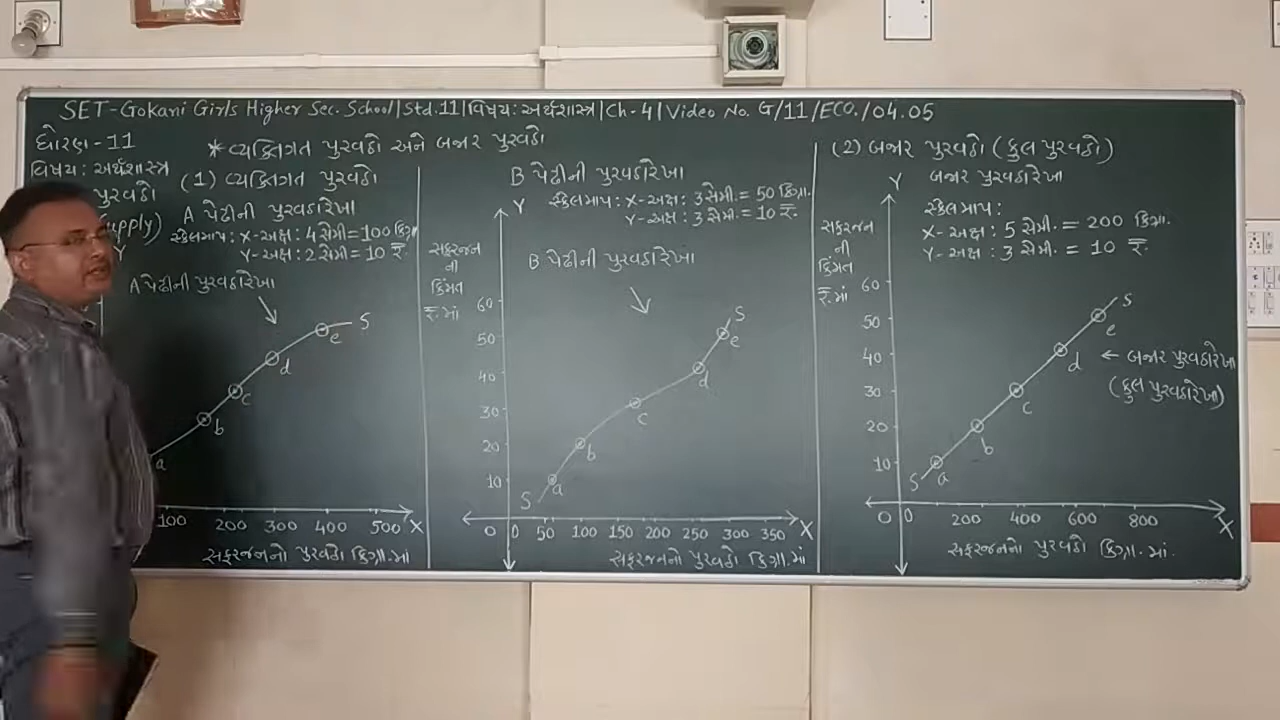 SET-Gokani Girls Higher Sec. School | Std.11 | વિષય: અર્થશાસ્ત્ર | Ch-4 | Video No. G/11/ECO./04.05
ધોરણ-11
વિષય: અર્થશાસ્ત્ર
પુરવઠો
* વ્યક્તિગત પુરવઠો અને બજાર પુરવઠો
(1) વ્યક્તિગત પુરવઠો
A પેઢીની પુરવઠારેખા
સ્કેલમાપ: X-અક્ષ: 4 સેમી = 100 કિગ્રા.
Y-અક્ષ: 2 સેમી = 10 ₹.
A પેઢીની પુરવઠારેખા
S
e
d
c
b
a
100 200 300 400 500 X
સફરજનનો પુરવઠો કિગ્રા.માં
B પેઢીની પુરવઠારેખા
સ્કેલમાપ: X-અક્ષ: 3 સેમી. = 50 કિગ્રા.
Y-અક્ષ: 3 સેમી. = 10 ₹.
Y
સફરજન
ની
કિંમત
₹.માં
B પેઢીની પુરવઠારેખા
60
50
40
30
20
10
S
e
d
c
b
a
S
0 0 50 100 150 200 250 300 350 X
સફરજનનો પુરવઠો કિગ્રા.માં
(2) બજાર પુરવઠો (કુલ પુરવઠો)
Y
બજાર પુરવઠારેખા
સ્કેલમાપ:
X-અક્ષ: 5 સેમી. = 200 કિગ્રા.
Y-અક્ષ: 3 સેમી. = 10 ₹.
સફરજન
ની
કિંમત
₹.માં
60
50
40
30
20
10
S
e
d
← બજાર પુરવઠારેખા
(કુલ પુરવઠારેખા)
c
b
a
S
0 0 200 400 600 800 X
સફરજનનો પુરવઠો કિગ્રા.માં.